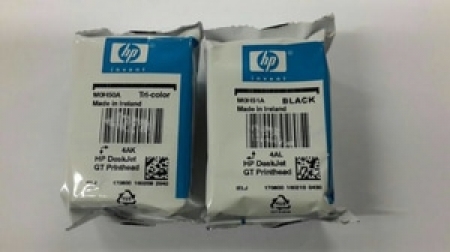 hp
invent
M0H50A Tri-color
Made in Ireland
4AK
HP DeskJet
GT Printhead
hp
invent
M0H51A BLACK
Made in Ireland
4AL
HP DeskJet
GT Printhead